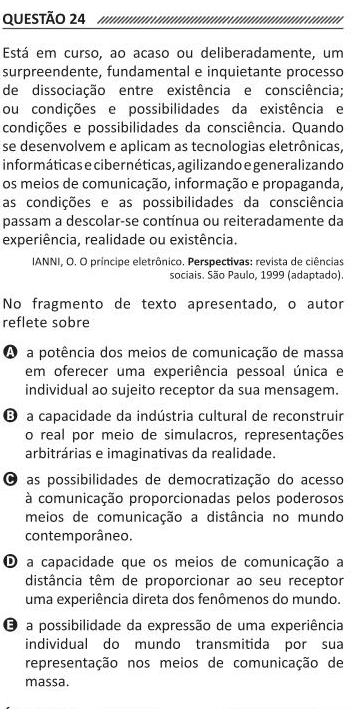 QUESTÃO 24
Está em curso, ao acaso ou deliberadamente, um
surpreendente, fundamental e inquietante processo
de dissociação entre existência e consciência;
ou condições e possibilidades da existência e
condições e possibilidades da consciência. Quando
se desenvolvem e aplicam as tecnologias eletrônicas,
informáticas e cibernéticas, agilizando e generalizando
os meios de comunicação, informação e propaganda,
as condições e as possibilidades da consciência
passam a descolar-se contínua ou reiteradamente da
experiência, realidade ou existência.
IANNI, O. O príncipe eletrônico. Perspectivas: revista de ciências
sociais. São Paulo, 1999 (adaptado).
No fragmento de texto apresentado, o autor
reflete sobre
A a potência dos meios de comunicação de massa
em oferecer uma experiência pessoal única e
individual ao sujeito receptor da sua mensagem.
B a capacidade da indústria cultural de reconstruir
o real por meio de simulacros, representações
arbitrárias e imaginativas da realidade.
C as possibilidades de democratização do acesso
à comunicação proporcionadas pelos poderosos
meios de comunicação a distância no mundo
contemporâneo.
D a capacidade que os meios de comunicação a
distância têm de proporcionar ao seu receptor
uma experiência direta dos fenômenos do mundo.
E a possibilidade da expressão de uma experiência
individual do mundo transmitida por sua
representação nos meios de comunicação de
massa.